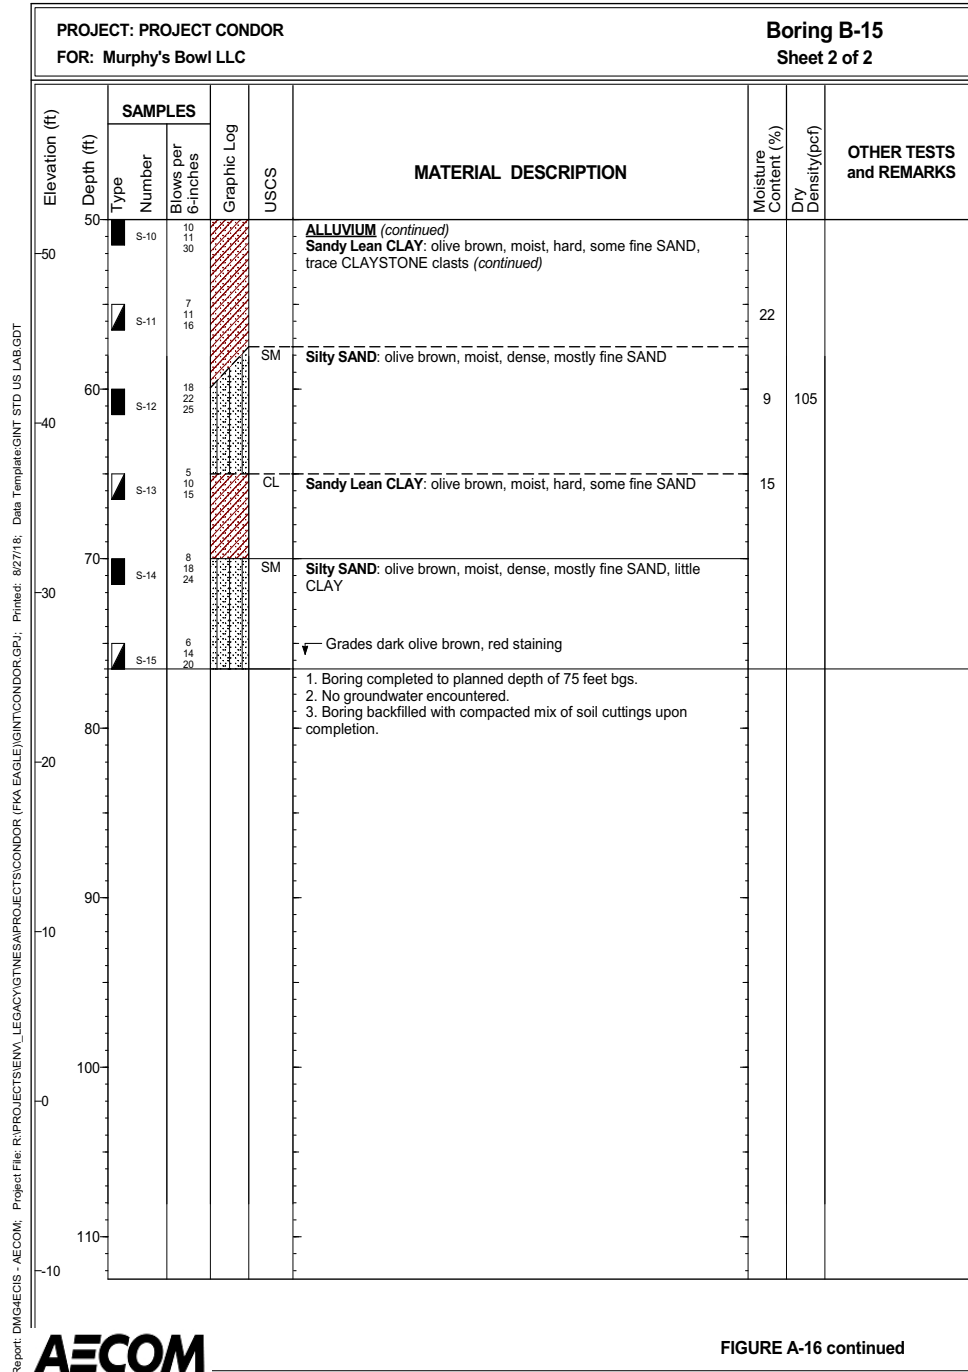 PROJECT: PROJECT CONDOR
FOR: Murphy's Bowl LLC
Boring B-15
Sheet 2 of 2
Elevation (ft)
Depth (ft)
SAMPLES
Type
Number
Blows per
6-inches
Graphic Log
USCS
MATERIAL DESCRIPTION
Moisture
Content (%)
Dry
Density(pcf)
OTHER TESTS
and REMARKS
50
S-10
10
11
30
ALLUVIUM (continued)
Sandy Lean CLAY: olive brown, moist, hard, some fine SAND,
trace CLAYSTONE clasts (continued)
50
S-11
7
11
16
22
SM
Silty SAND: olive brown, moist, dense, mostly fine SAND
60
S-12
18
22
25
9
105
40
S-13
5
10
15
CL
Sandy Lean CLAY: olive brown, moist, hard, some fine SAND
15
70
S-14
8
18
24
SM
Silty SAND: olive brown, moist, dense, mostly fine SAND, little
CLAY
30
S-15
6
14
20
Grades dark olive brown, red staining
1. Boring completed to planned depth of 75 feet bgs.
2. No groundwater encountered.
3. Boring backfilled with compacted mix of soil cuttings upon
completion.
80
20
90
10
100
0
110
-10
Report: DMG4ECIS - AECOM; Project File: R:\PROJECTS\ENV\_LEGACY\GT\NESA\PROJECTS\CONDOR (FKA EAGLE)\GINT\CONDOR.GPJ; Printed: 8/27/18; Data Template:GINT STD US LAB.GDT
AECOM
FIGURE A-16 continued